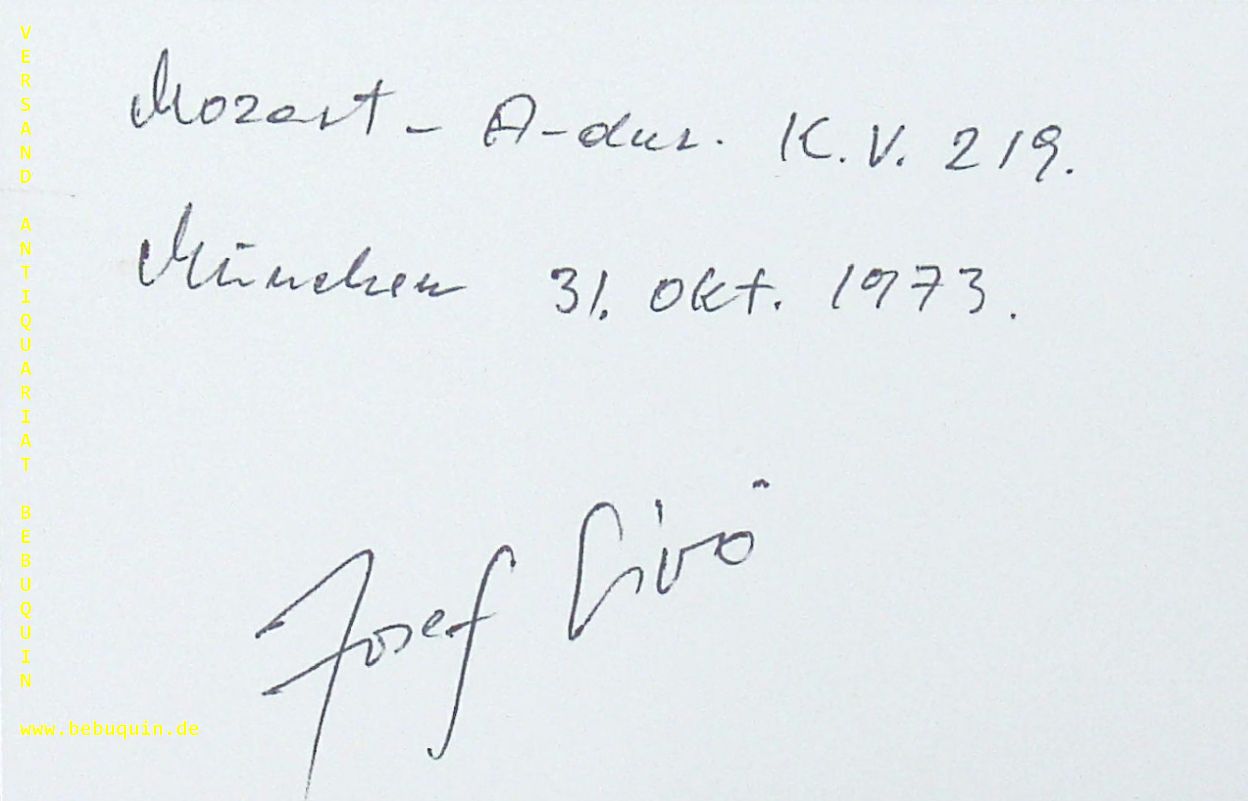 Mozart – A-dur. K.V. 219.
München 31. Okt. 1973.
Josef Sivó
VERSAND ANTIQUARIAT BEBUQUIN
www.bebuquin.de